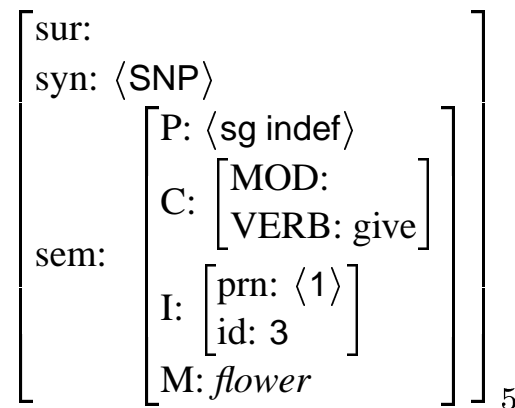 sur:
syn: ⟨SNP⟩
sem:
P: ⟨sg indef⟩
C: MOD:
VERB: give
I: prn: ⟨1⟩
id: 3
M: flower
5